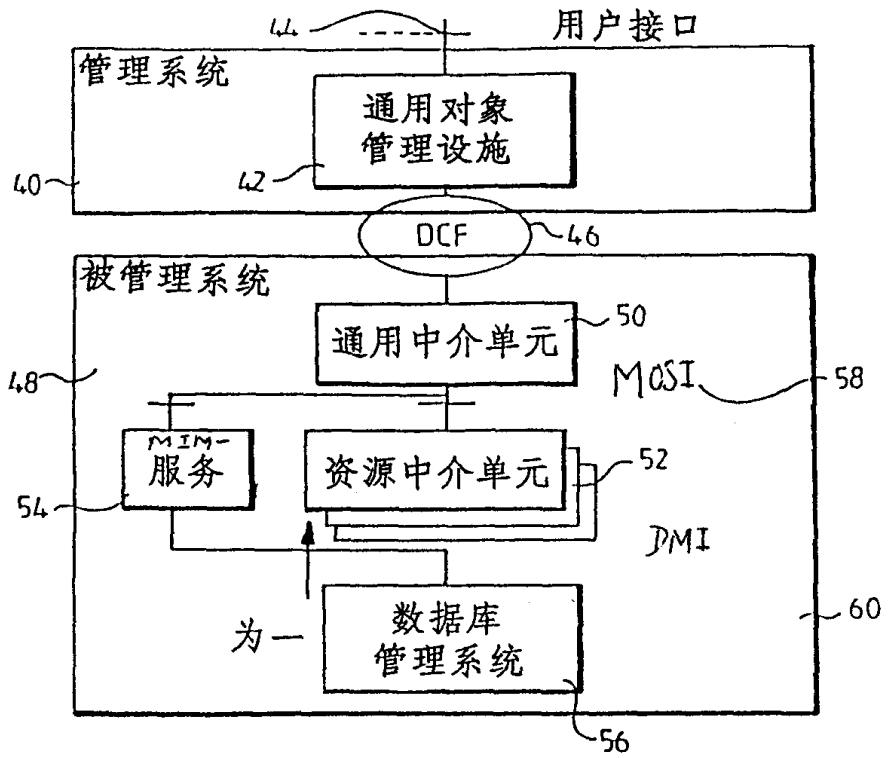 44
用户接口
管理系统
通用对象
管理设施
40
42
DCF
46
被管理系统
通用中介单元
50
48
MOSI
58
MIM-
服务
资源中介单元
52
54
DMI
为一
数据库
管理系统
60
56